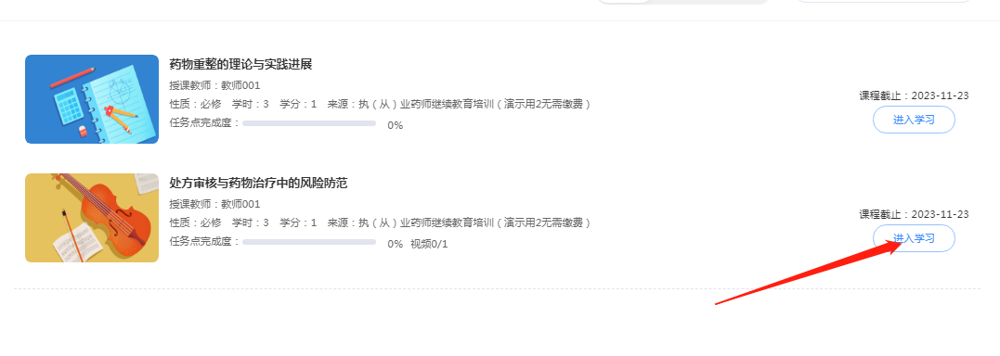 药物重整的理论与实践进展
授课教师：教师001
性质：必修 学时：3 学分：1 来源：执（从）业药师继续教育培训（演示用2无需缴费）
任务点完成度： 0%
课程截止：2023-11-23
进入学习
处方审核与药物治疗中的风险防范
授课教师：教师001
性质：必修 学时：3 学分：1 来源：执（从）业药师继续教育培训（演示用2无需缴费）
任务点完成度： 0% 视频0/1
课程截止：2023-11-23
进入学习